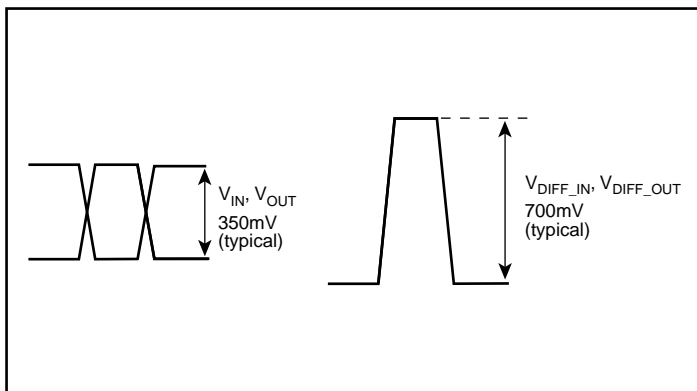 V_IN, V_OUT
350mV
(typical)
V_DIFF_IN, V_DIFF_OUT
700mV
(typical)